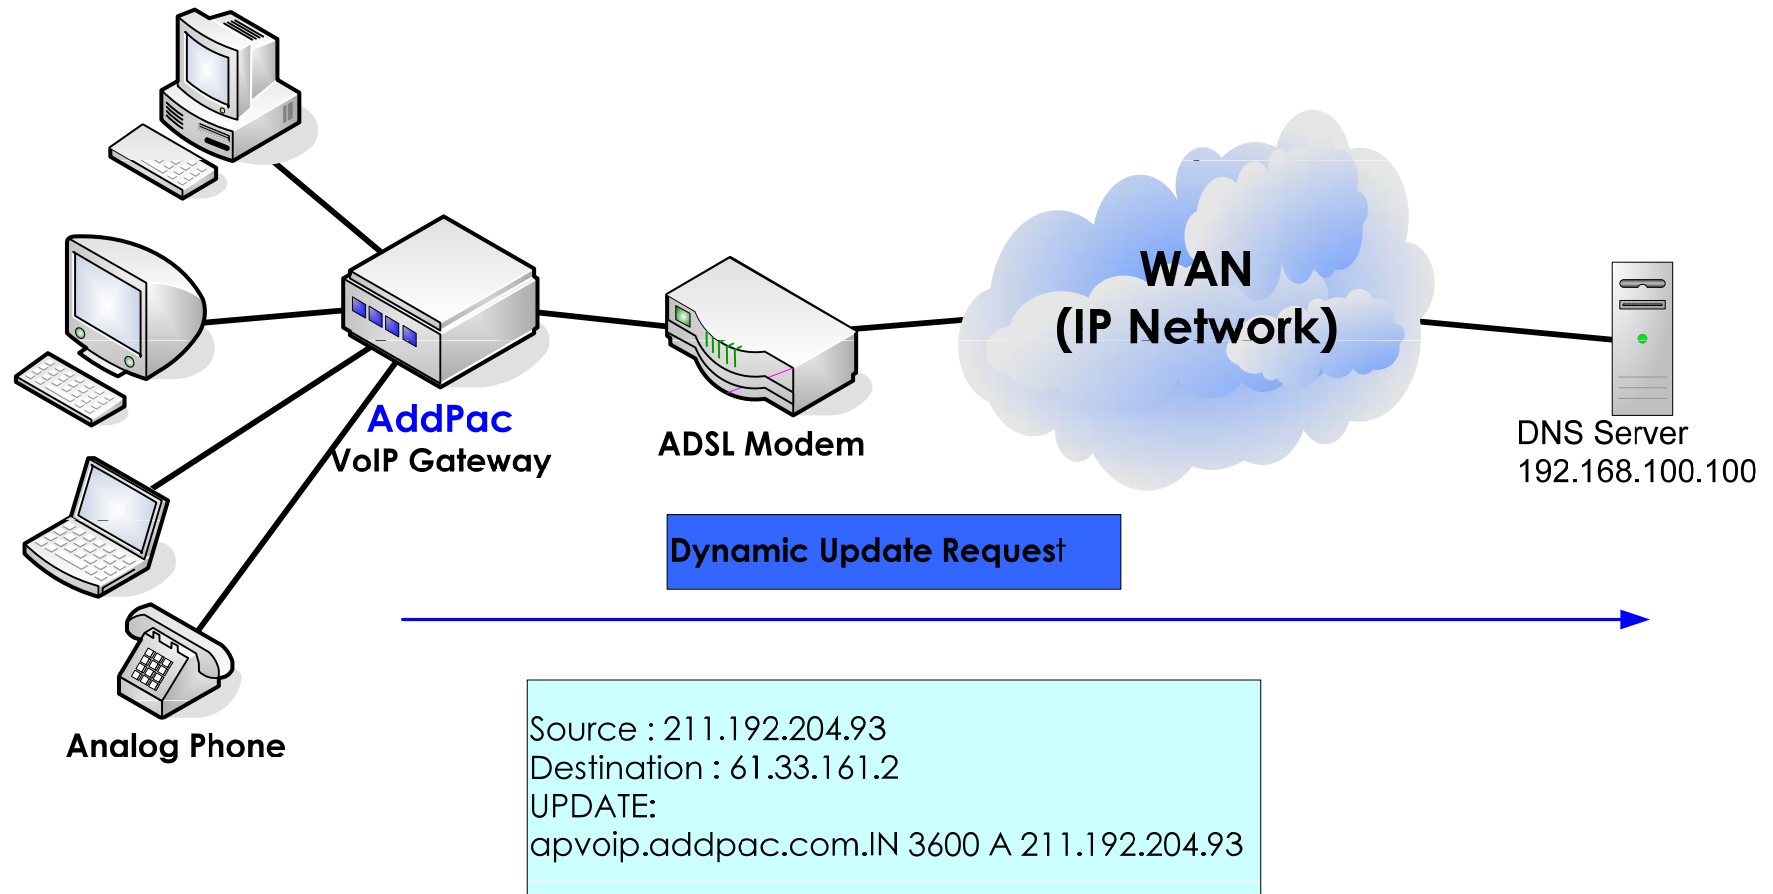 WAN
(IP Network)
AddPac
VoIP Gateway
ADSL Modem
DNS Server
192.168.100.100
Dynamic Update Request
Analog Phone
Source : 211.192.204.93
Destination : 61.33.161.2
UPDATE:
apvoip.addpac.com.IN 3600 A 211.192.204.93